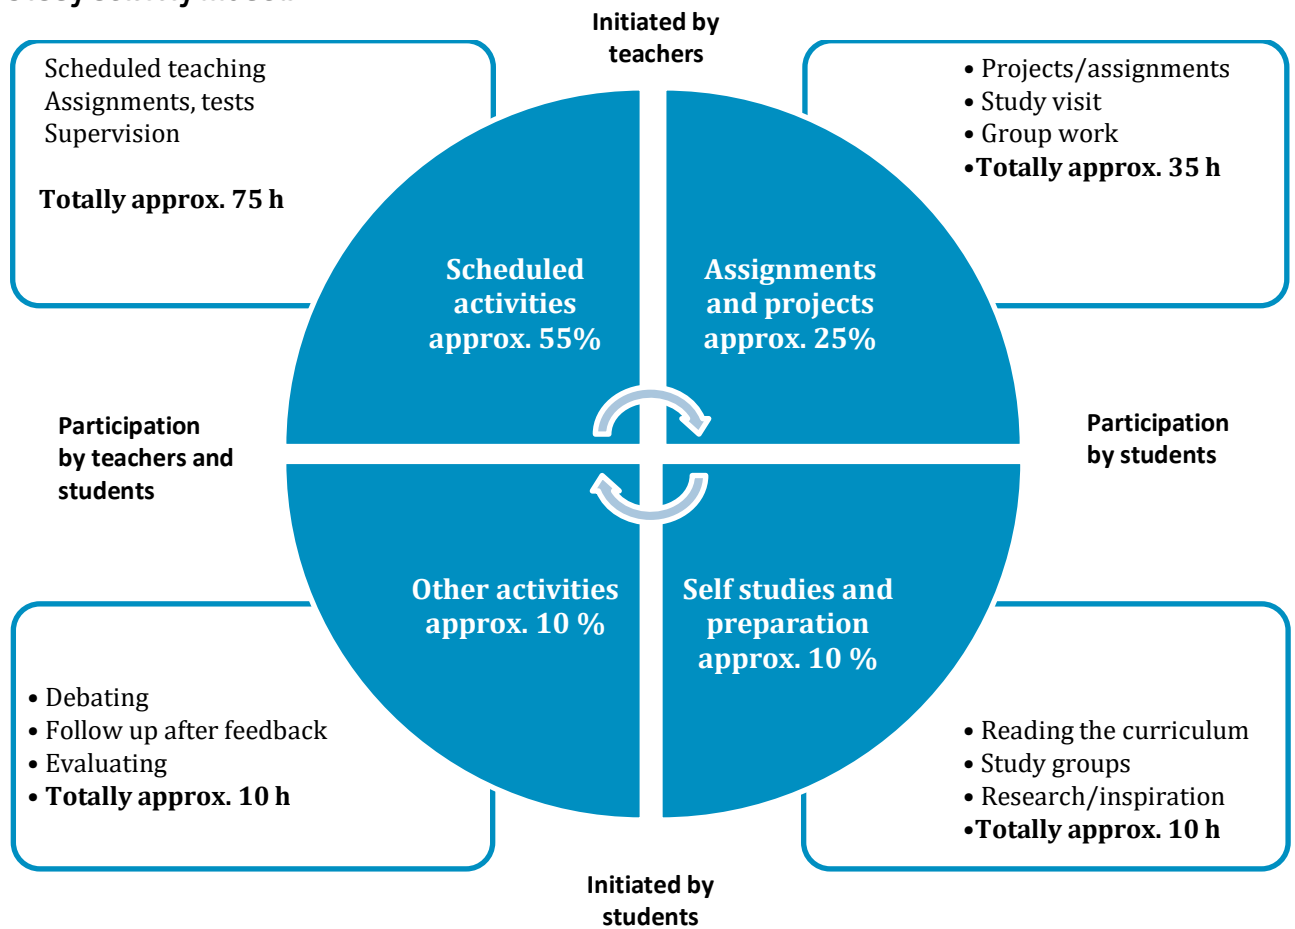 Initiated by
teachers
Scheduled teaching
Assignments, tests
Supervision
Totally approx. 75 h
• Projects/assignments
• Study visit
• Group work
•Totally approx. 35 h
Scheduled
activities
approx. 55%
Assignments
and projects
approx. 25%
Participation
by teachers and
students
Participation
by students
Other activities
approx. 10 %
Self studies and
preparation
approx. 10 %
• Debating
• Follow up after feedback
• Evaluating
• Totally approx. 10 h
• Reading the curriculum
• Study groups
• Research/inspiration
•Totally approx. 10 h
Initiated by
students